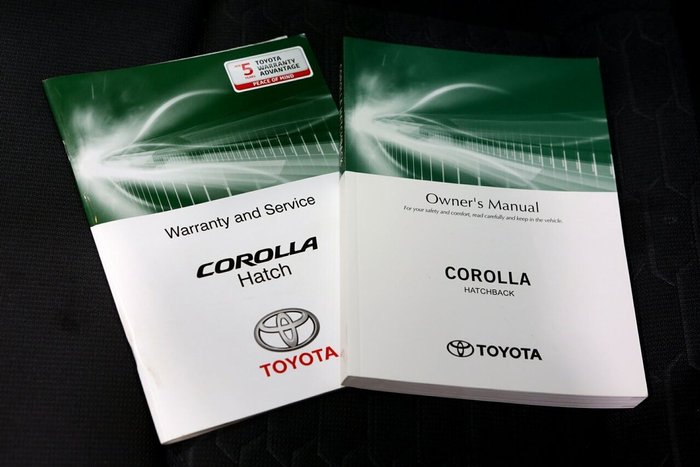 5
YEARS
TOYOTA
WARRANTY
ADVANTAGE
PEACE OF MIND
Warranty and Service
COROLLA
Hatch
TOYOTA
Owner's Manual
For your safety and comfort, read carefully and keep in the vehicle.
COROLLA
HATCHBACK
TOYOTA